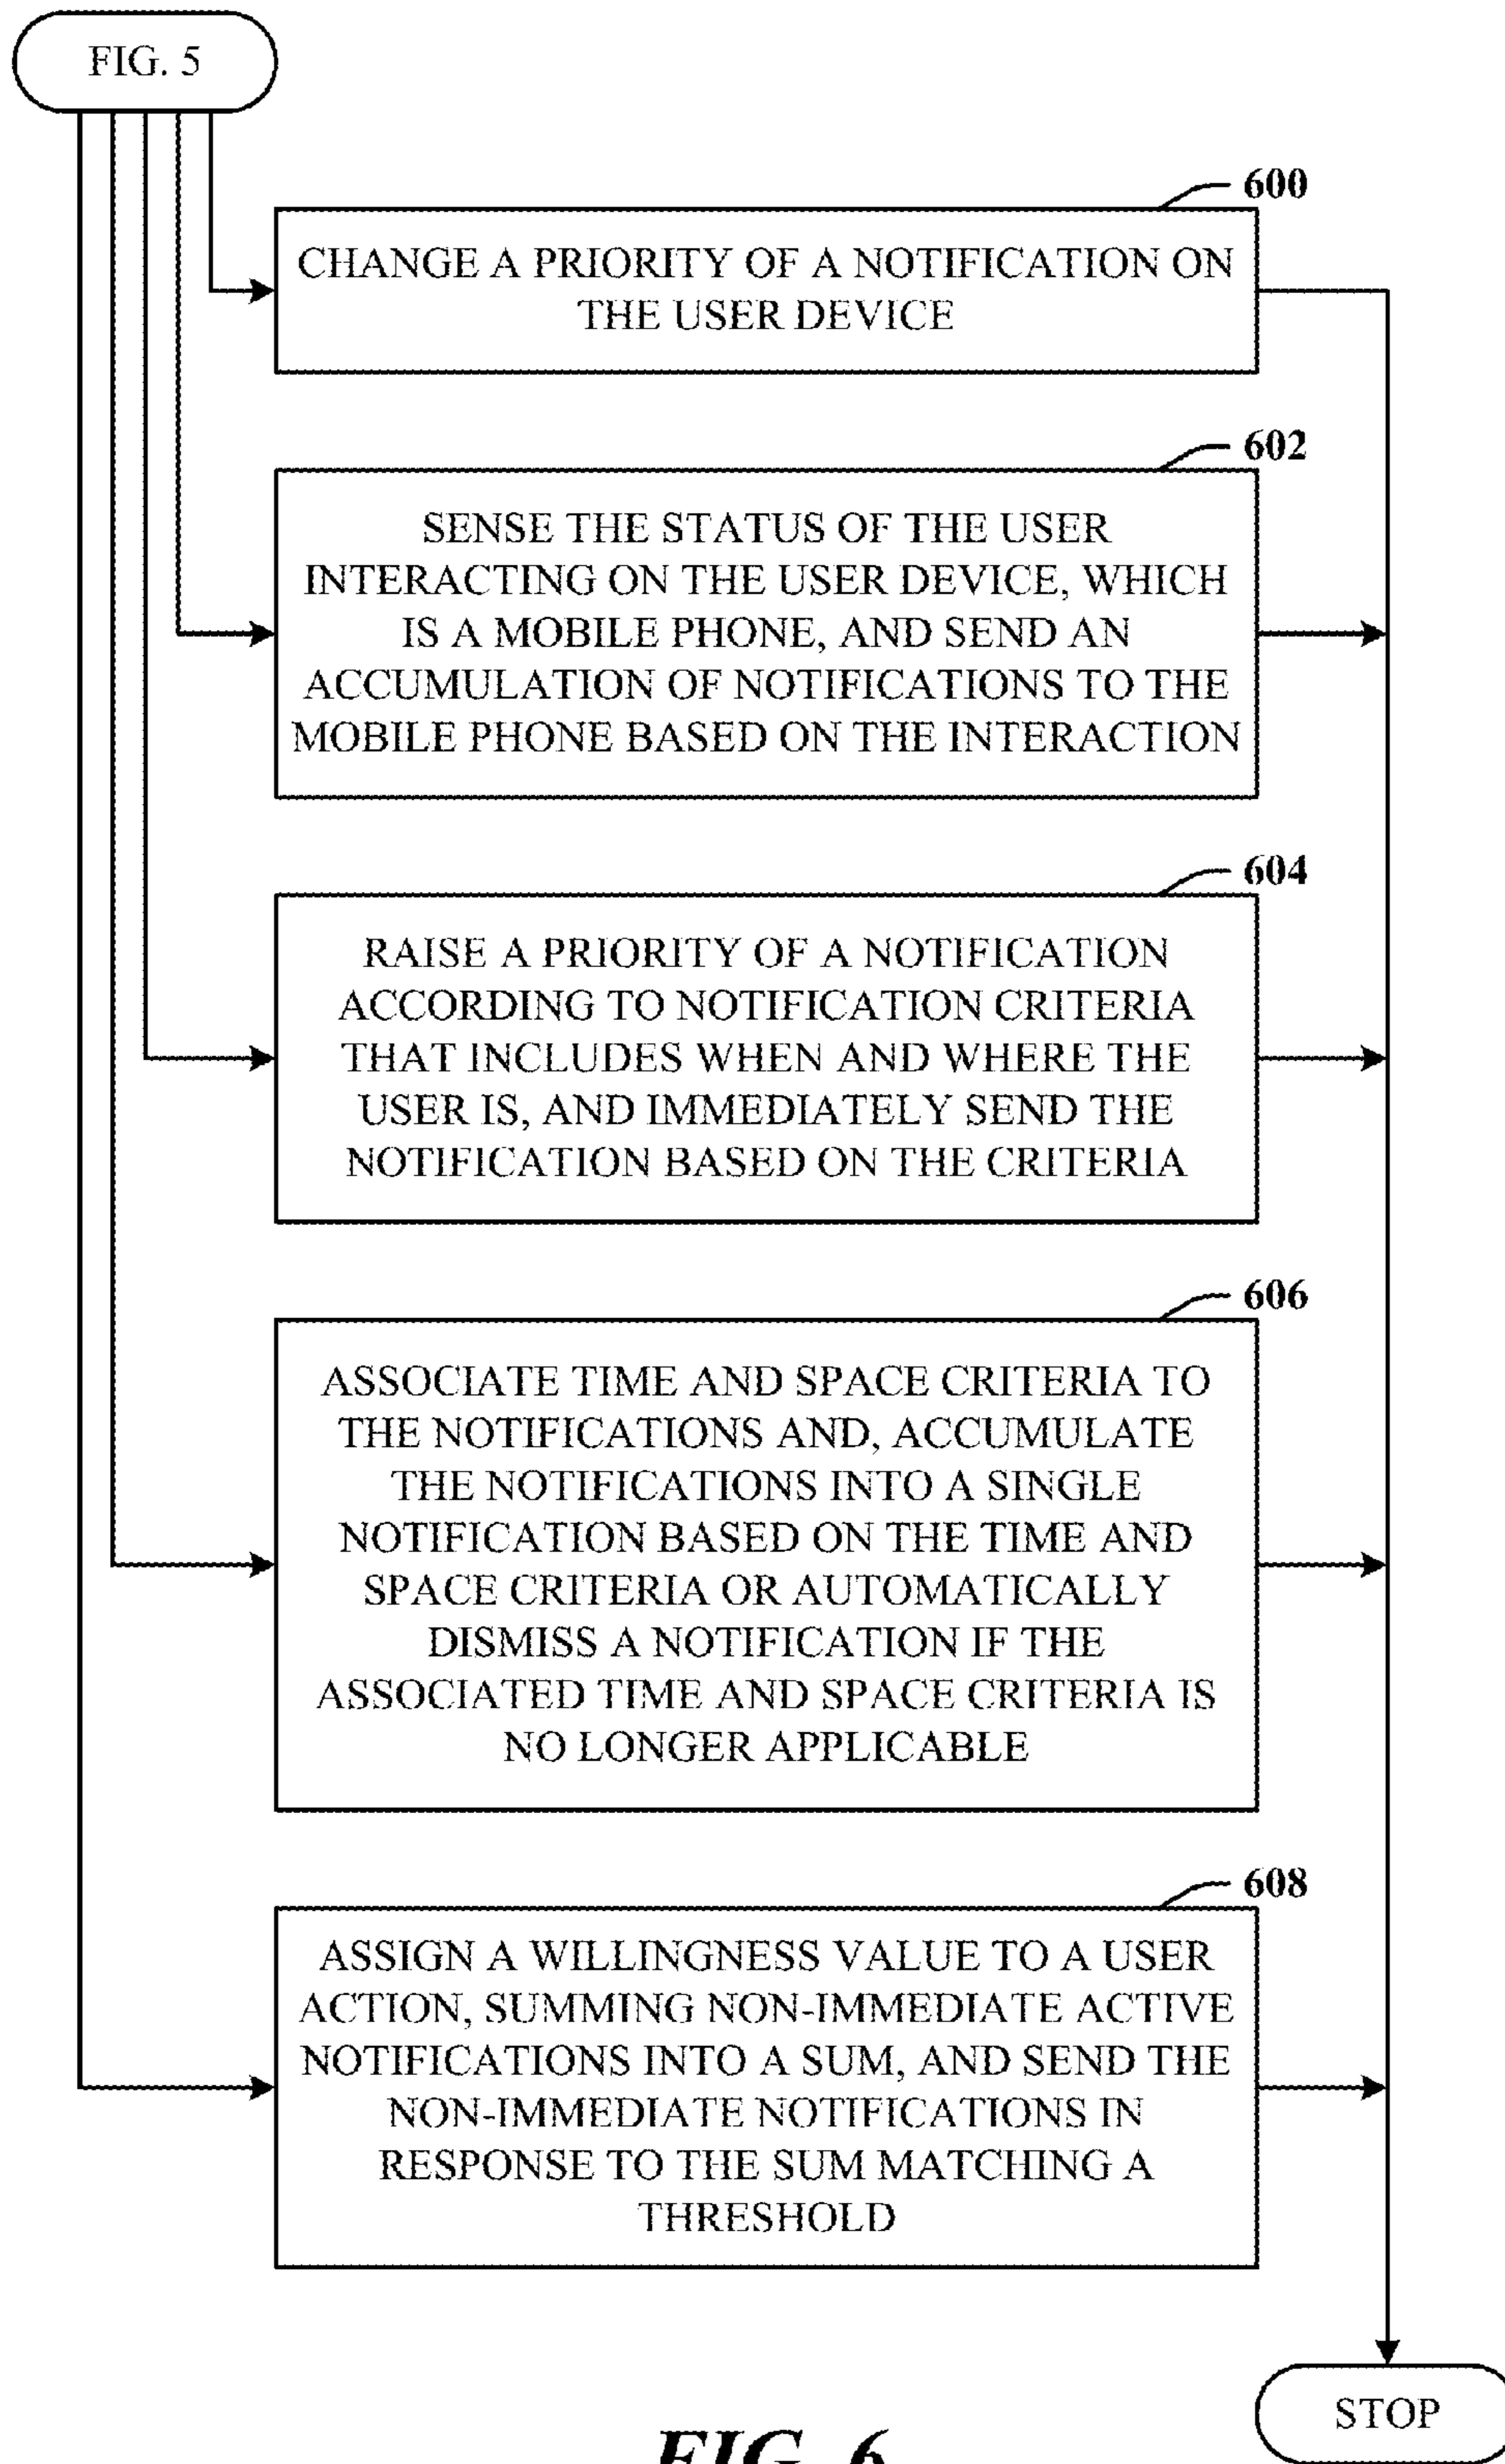 FIG. 5
600
CHANGE A PRIORITY OF A NOTIFICATION ON
THE USER DEVICE
602
SENSE THE STATUS OF THE USER
INTERACTING ON THE USER DEVICE, WHICH
IS A MOBILE PHONE, AND SEND AN
ACCUMULATION OF NOTIFICATIONS TO THE
MOBILE PHONE BASED ON THE INTERACTION
604
RAISE A PRIORITY OF A NOTIFICATION
ACCORDING TO NOTIFICATION CRITERIA
THAT INCLUDES WHEN AND WHERE THE
USER IS, AND IMMEDIATELY SEND THE
NOTIFICATION BASED ON THE CRITERIA
606
ASSOCIATE TIME AND SPACE CRITERIA TO
THE NOTIFICATIONS AND, ACCUMULATE
THE NOTIFICATIONS INTO A SINGLE
NOTIFICATION BASED ON THE TIME AND
SPACE CRITERIA OR AUTOMATICALLY
DISMISS A NOTIFICATION IF THE
ASSOCIATED TIME AND SPACE CRITERIA IS
NO LONGER APPLICABLE
608
ASSIGN A WILLINGNESS VALUE TO A USER
ACTION, SUMMING NON-IMMEDIATE ACTIVE
NOTIFICATIONS INTO A SUM, AND SEND THE
NON-IMMEDIATE NOTIFICATIONS IN
RESPONSE TO THE SUM MATCHING A
THRESHOLD
STOP
FIG. 6